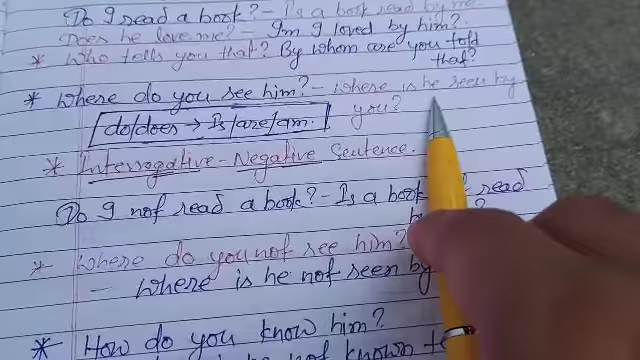 Do I read a book? - Is a book read by me.
Does he love me? - I'm I loved by him?
* Who tells you that? By whom are you told
that?
* Where do you see him? - Where is he seen by
you?
do/does → Is/are/am.
* Interrogative - Negative Sentence.
Do I not read a book? - Is a book read
?
* Where do you not see him?
- Where is he not seen by
* How do you know him?
not known